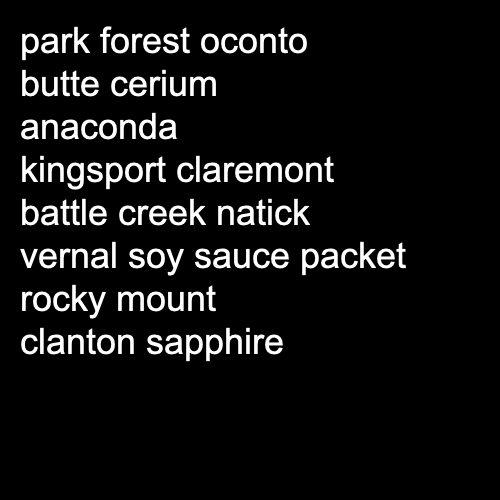 park forest oconto
butte cerium
anaconda
kingsport claremont
battle creek natick
vernal soy sauce packet
rocky mount
clanton sapphire